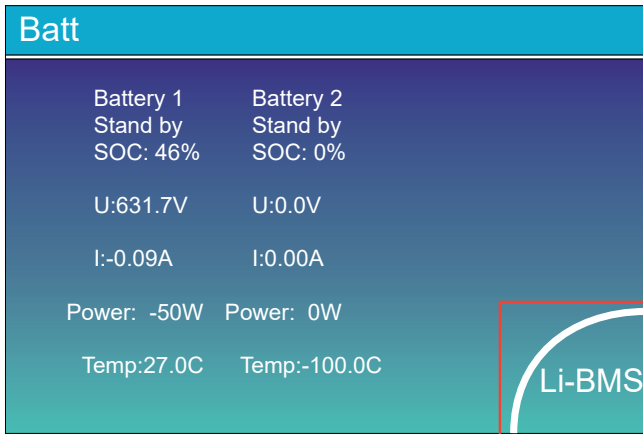 Batt
Battery 1 Battery 2
Stand by Stand by
SOC: 46% SOC: 0%
U:631.7V U:0.0V
I:-0.09A I:0.00A
Power: -50W Power: 0W
Temp:27.0C Temp:-100.0C
Li-BMS